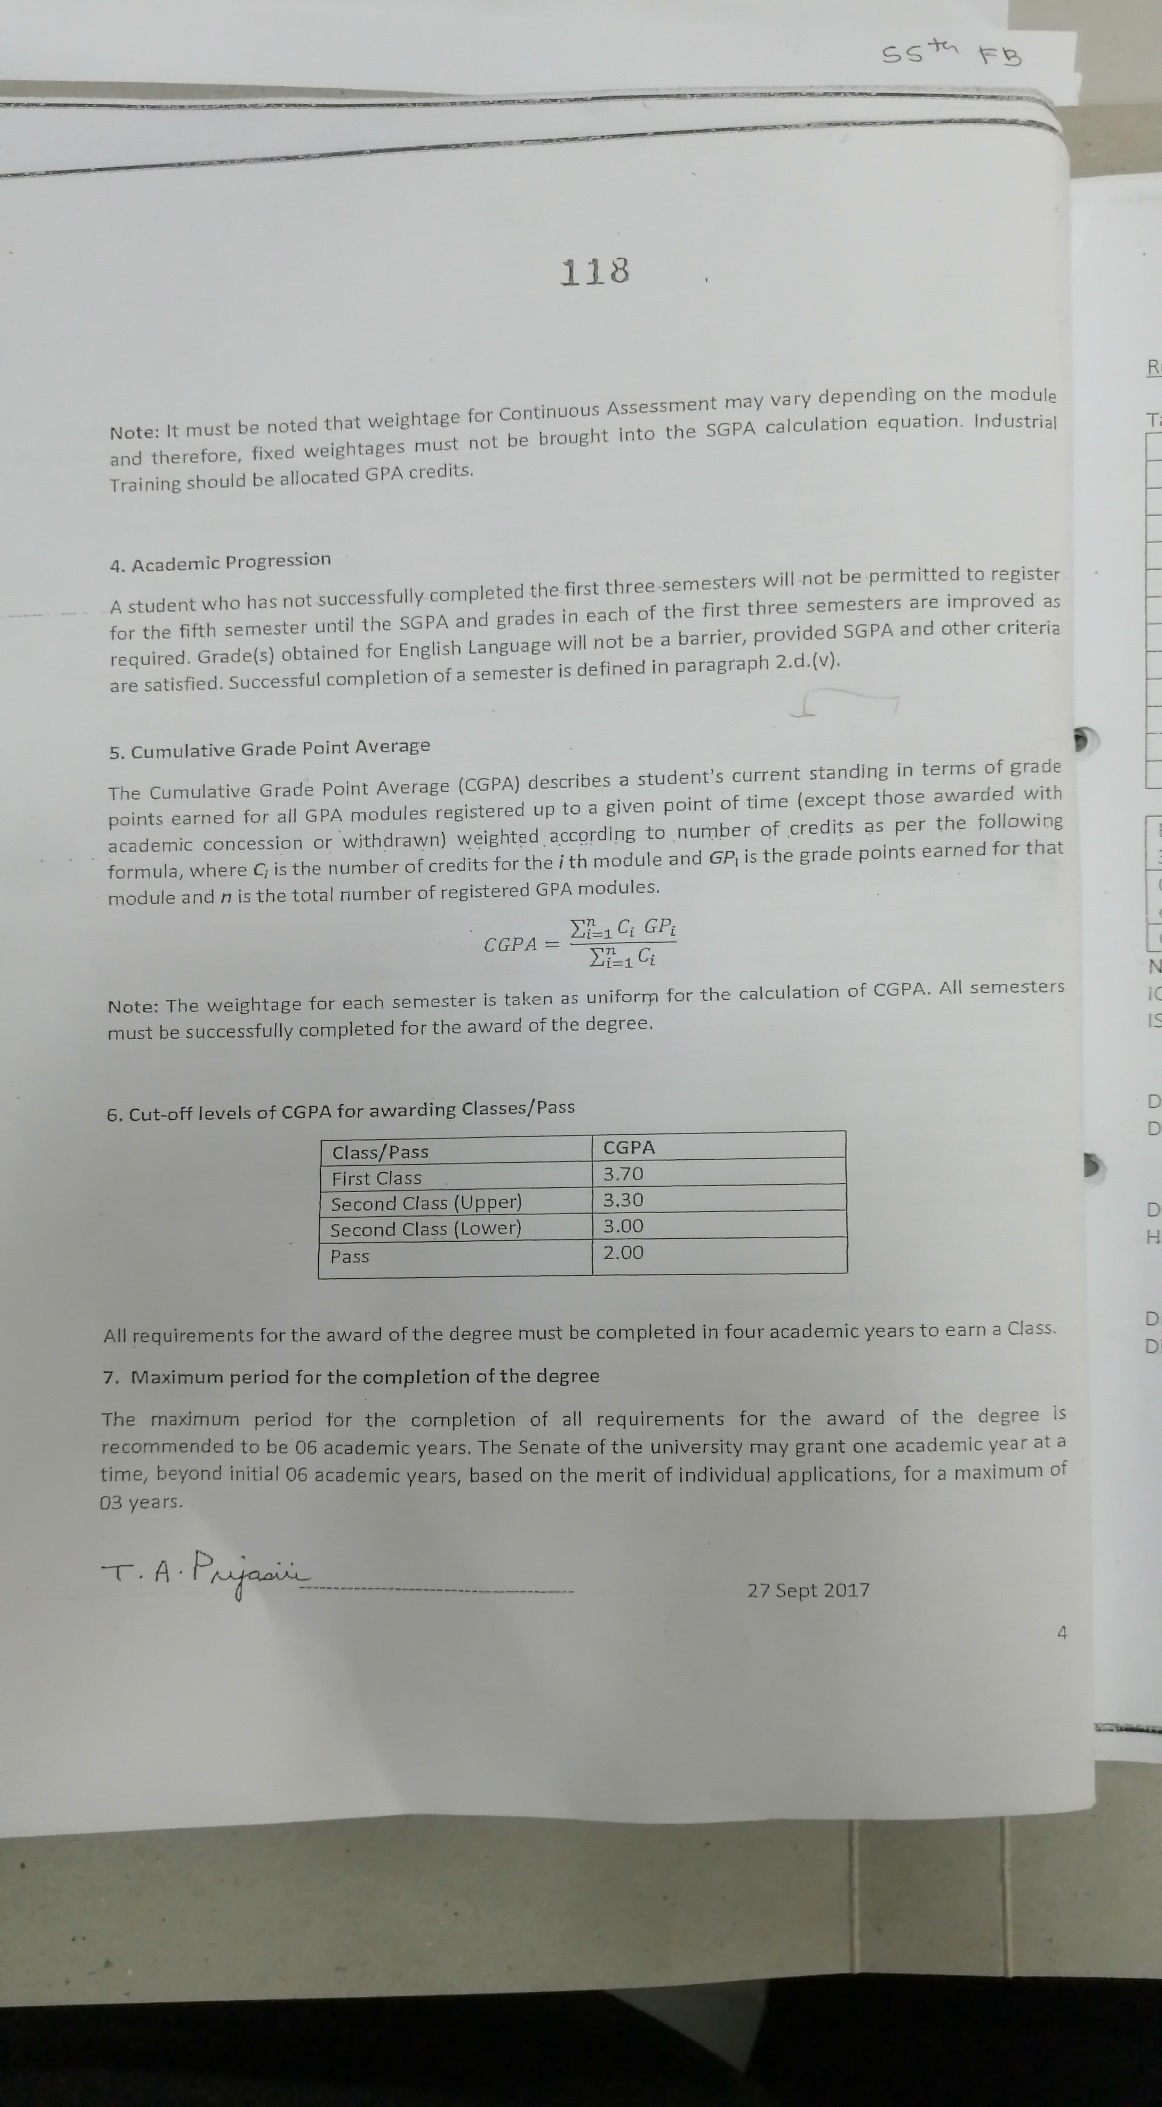 55th FB
118
Note: It must be noted that weightage for Continuous Assessment may vary depending on the module
and therefore, fixed weightages must not be brought into the SGPA calculation equation. Industrial
Training should be allocated GPA credits.
4. Academic Progression
A student who has not successfully completed the first three semesters will not be permitted to register
for the fifth semester until the SGPA and grades in each of the first three semesters are improved as
required. Grade(s) obtained for English Language will not be a barrier, provided SGPA and other criteria
are satisfied. Successful completion of a semester is defined in paragraph 2.d.(v).
5. Cumulative Grade Point Average
The Cumulative Grade Point Average (CGPA) describes a student's current standing in terms of grade
points earned for all GPA modules registered up to a given point of time (except those awarded with
academic concession or withdrawn) weighted according to number of credits as per the following
formula, where Cᵢ is the number of credits for the i th module and GPᵢ is the grade points earned for that
module and n is the total number of registered GPA modules.
CGPA = \frac{\sum_{i=1}^{n} C_i GP_i}{\sum_{i=1}^{n} C_i}
Note: The weightage for each semester is taken as uniform for the calculation of CGPA. All semesters
must be successfully completed for the award of the degree.
6. Cut-off levels of CGPA for awarding Classes/Pass
Class/Pass CGPA
First Class 3.70
Second Class (Upper) 3.30
Second Class (Lower) 3.00
Pass 2.00
All requirements for the award of the degree must be completed in four academic years to earn a Class.
7. Maximum period for the completion of the degree
The maximum period for the completion of all requirements for the award of the degree is
recommended to be 06 academic years. The Senate of the university may grant one academic year at a
time, beyond initial 06 academic years, based on the merit of individual applications, for a maximum of
03 years.
T. A.
27 Sept 2017
4